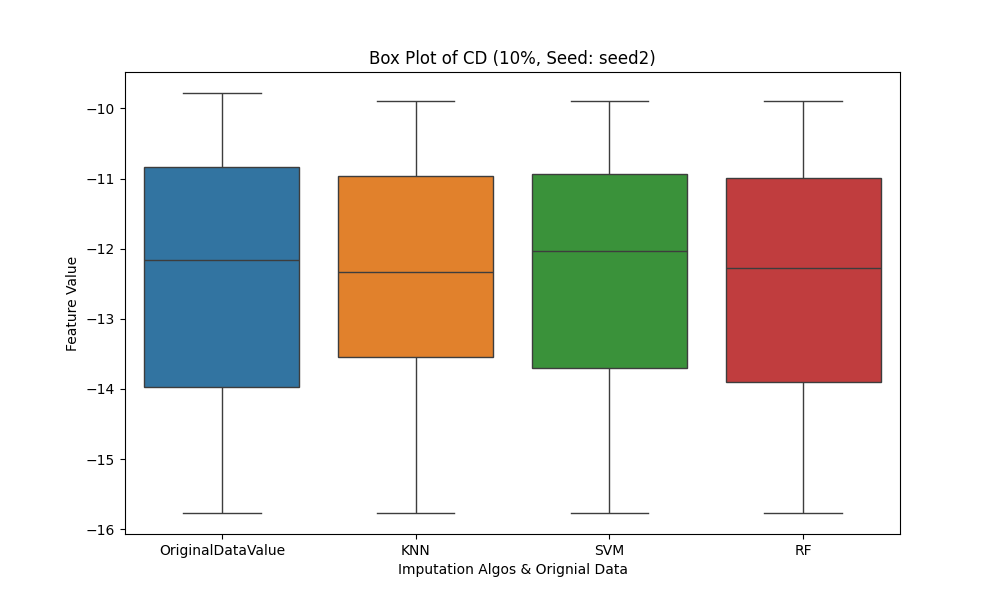 Box Plot of CD (10%, Seed: seed2)
Feature Value
−10
−11
−12
−13
−14
−15
−16
OriginalDataValue KNN SVM RF
Imputation Algos & Orignial Data